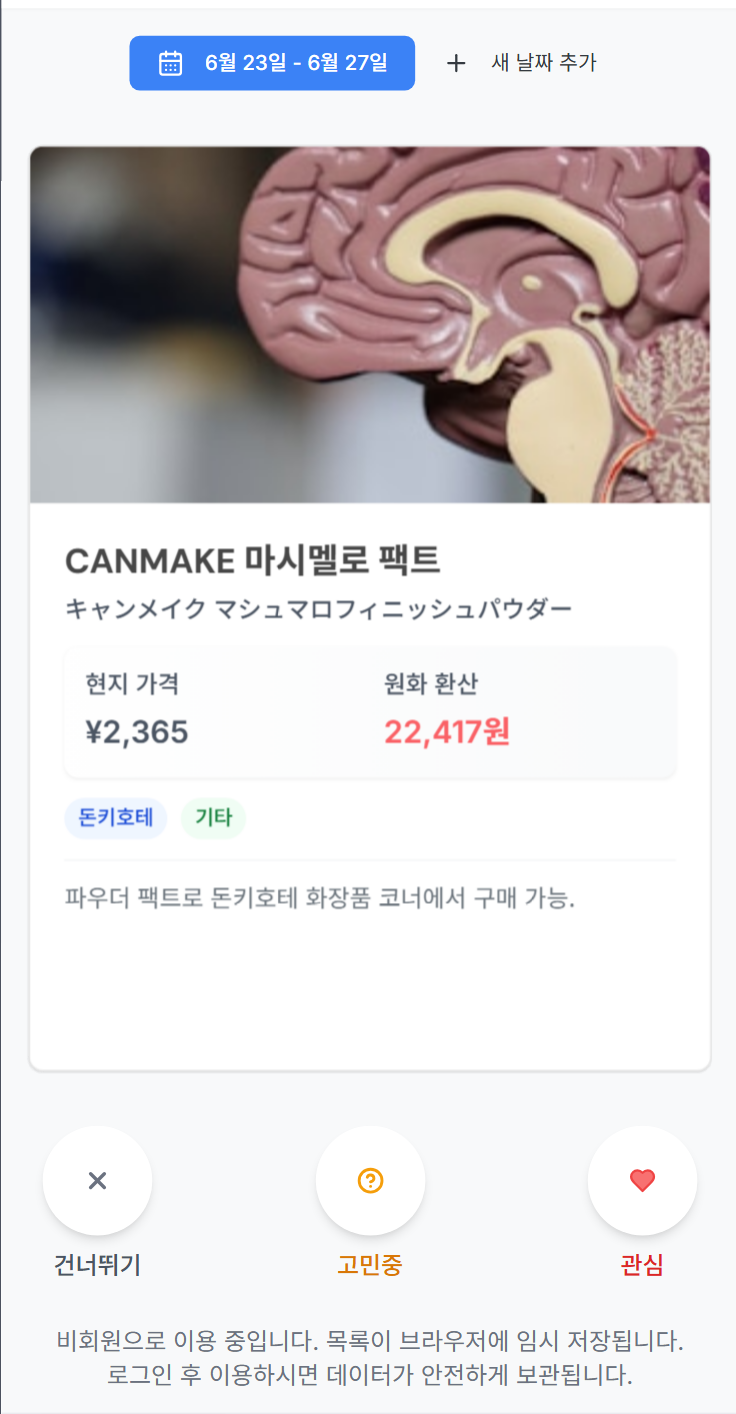 6월 23일 - 6월 27일
새 날짜 추가
CANMAKE 마시멜로 팩트
キャンメイク マシュマロフィニッシュパウダー
현지 가격
¥2,365
원화 환산
22,417원
돈키호테
기타
파우더 팩트로 돈키호테 화장품 코너에서 구매 가능.
건너뛰기
고민중
관심
비회원으로 이용 중입니다. 목록이 브라우저에 임시 저장됩니다.
로그인 후 이용하시면 데이터가 안전하게 보관됩니다.